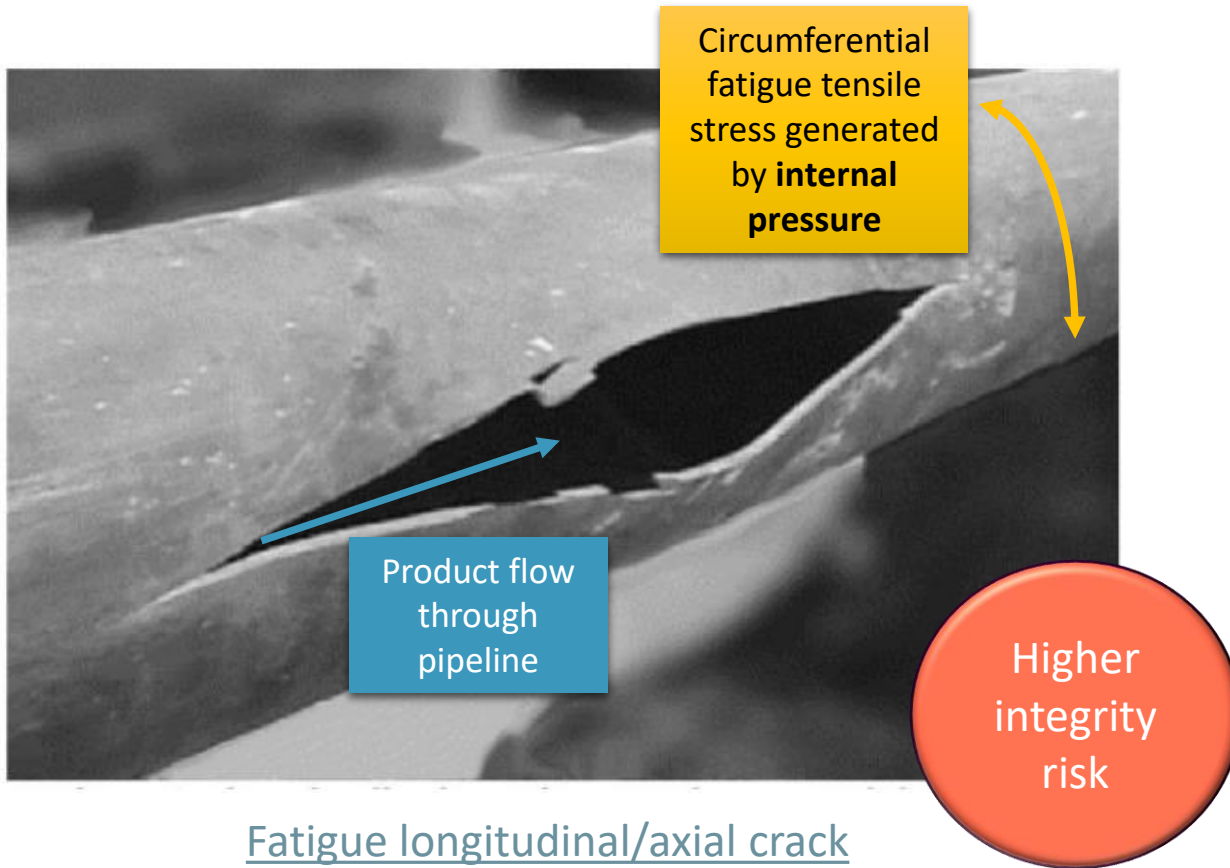 Circumferential
fatigue tensile
stress generated
by internal
pressure
Product flow
through
pipeline
Higher
integrity
risk
Fatigue longitudinal/axial crack